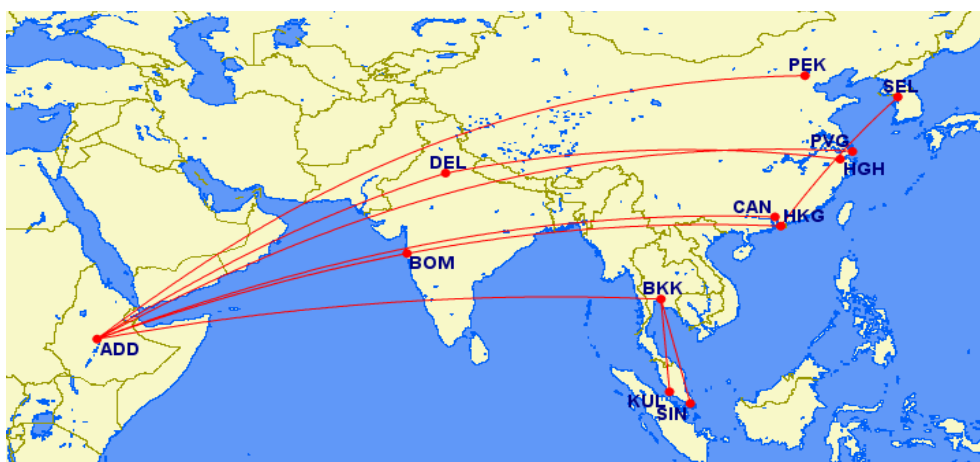 PEK
SEL
PVG
DEL
HGH
CAN
HKG
BOM
BKK
ADD
KUL
SIN